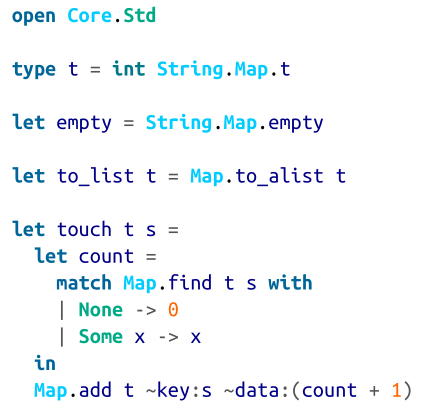 open Core.Std
type t = int String.Map.t
let empty = String.Map.empty
let to_list t = Map.to_alist t
let touch t s =
  let count =
    match Map.find t s with
    | None -> 0
    | Some x -> x
  in
  Map.add t ~key:s ~data:(count + 1)